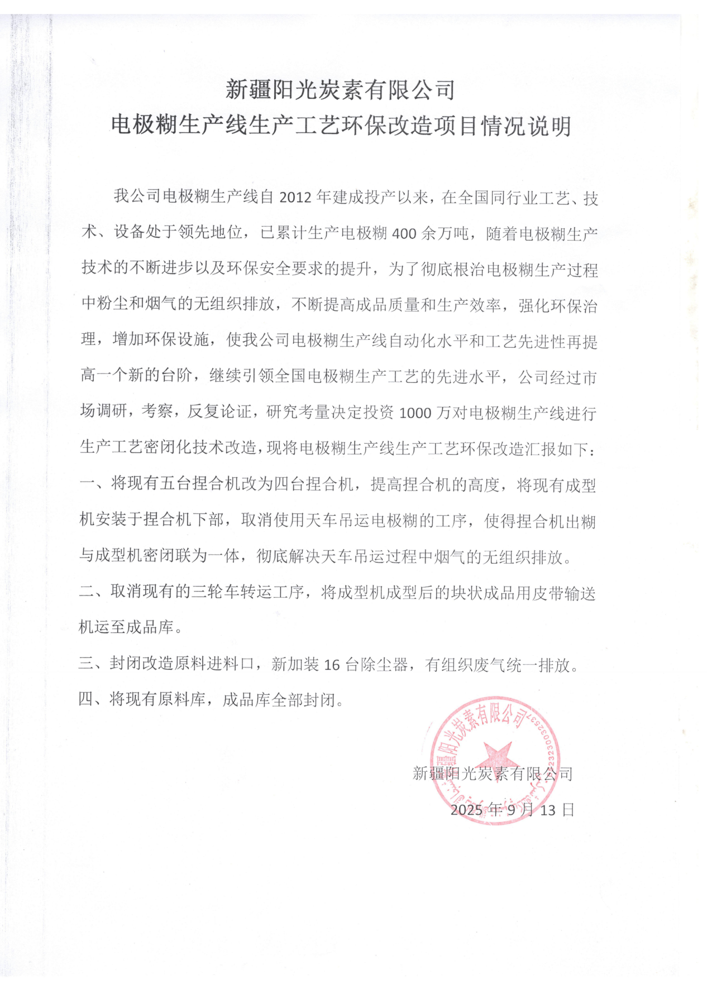 新疆阳光炭素有限公司
电极糊生产线生产工艺环保改造项目情况说明
我公司电极糊生产线自 2012 年建成投产以来，在全国同行业工艺、技
术、设备处于领先地位，已累计生产电极糊 400 余万吨，随着电极糊生产
技术的不断进步以及环保安全要求的提升，为了彻底根治电极糊生产过程
中粉尘和烟气的无组织排放，不断提高成品质量和生产效率，强化环保治
理，增加环保设施，使我公司电极糊生产线自动化水平和工艺先进性再提
高一个新的台阶，继续引领全国电极糊生产工艺的先进水平，公司经过市
场调研，考察，反复论证，研究考量决定投资 1000 万对电极糊生产线进行
生产工艺密闭化技术改造，现将电极糊生产线生产工艺环保改造汇报如下：
一、将现有五台捏合机改为四台捏合机，提高捏合机的高度，将现有成型
机安装于捏合机下部，取消使用天车吊运电极糊的工序，使得捏合机出糊
与成型机密闭联为一体，彻底解决天车吊运过程中烟气的无组织排放。
二、取消现有的三轮车转运工序，将成型机成型后的块状成品用皮带输送
机运至成品库。
三、封闭改造原料进料口，新加装 16 台除尘器，有组织废气统一排放。
四、将现有原料库，成品库全部封闭。
新疆阳光炭素有限公司
新疆阳光炭素有限公司
2025 年 9 月 13 日